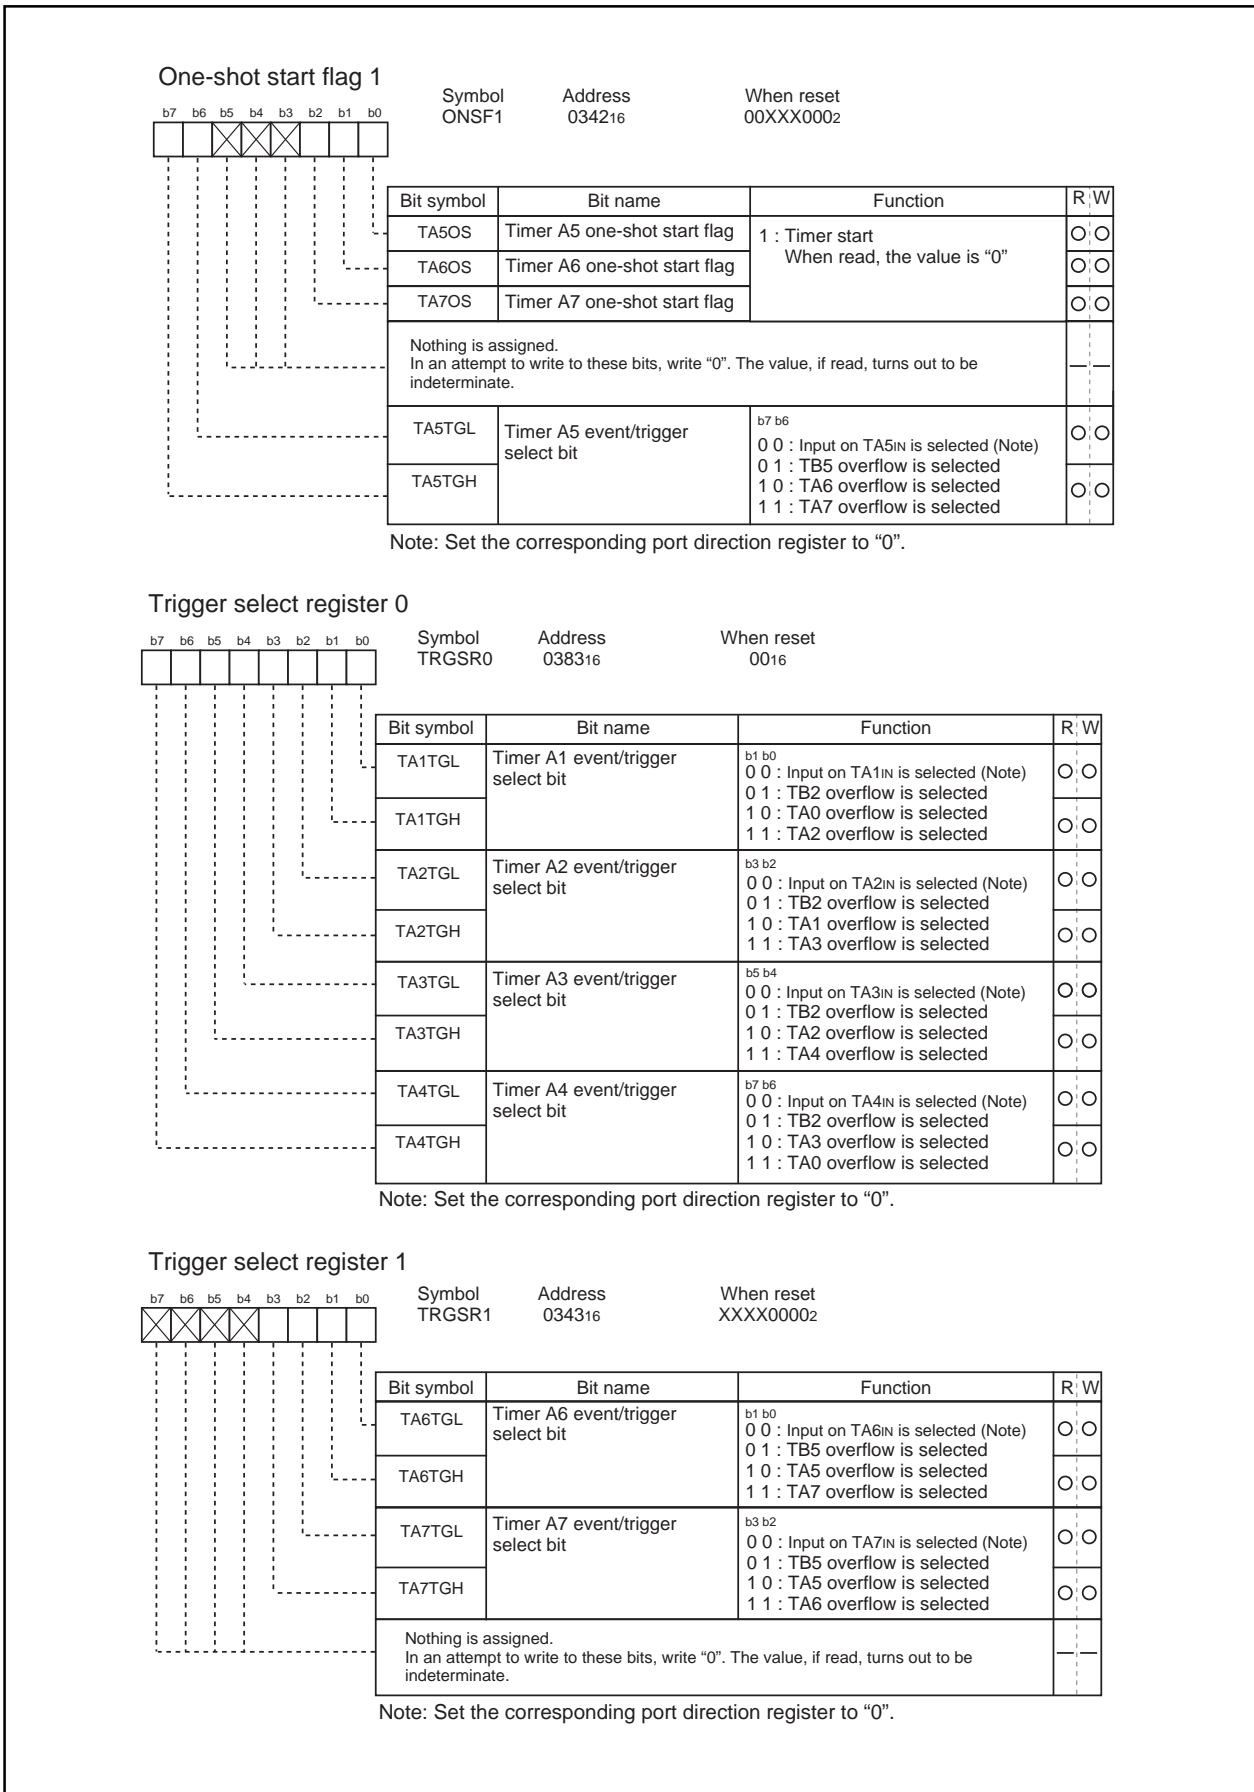 One-shot start flag 1
Symbol Address When reset
b7 b6 b5 b4 b3 b2 b1 b0
ONSF1 034216 00XXX0002
Bit symbol Bit name Function R W
TA5OS Timer A5 one-shot start flag 1 : Timer start
When read, the value is “0”
TA6OS Timer A6 one-shot start flag
TA7OS Timer A7 one-shot start flag
Nothing is assigned.
In an attempt to write to these bits, write “0”. The value, if read, turns out to be
indeterminate.
TA5TGL Timer A5 event/trigger
select bit
b7 b6
0 0 : Input on TA5IN is selected (Note)
0 1 : TB5 overflow is selected
TA5TGH 1 0 : TA6 overflow is selected
1 1 : TA7 overflow is selected
Note: Set the corresponding port direction register to “0”.
Trigger select register 0
Symbol Address When reset
b7 b6 b5 b4 b3 b2 b1 b0
TRGSR0 038316 0016
Bit symbol Bit name Function R W
TA1TGL Timer A1 event/trigger
select bit
b1 b0
0 0 : Input on TA1IN is selected (Note)
0 1 : TB2 overflow is selected
TA1TGH 1 0 : TA0 overflow is selected
1 1 : TA2 overflow is selected
TA2TGL Timer A2 event/trigger
select bit
b3 b2
0 0 : Input on TA2IN is selected (Note)
0 1 : TB2 overflow is selected
TA2TGH 1 0 : TA1 overflow is selected
1 1 : TA3 overflow is selected
TA3TGL Timer A3 event/trigger
select bit
b5 b4
0 0 : Input on TA3IN is selected (Note)
0 1 : TB2 overflow is selected
TA3TGH 1 0 : TA2 overflow is selected
1 1 : TA4 overflow is selected
TA4TGL Timer A4 event/trigger
select bit
b7 b6
0 0 : Input on TA4IN is selected (Note)
0 1 : TB2 overflow is selected
TA4TGH 1 0 : TA3 overflow is selected
1 1 : TA0 overflow is selected
Note: Set the corresponding port direction register to “0”.
Trigger select register 1
Symbol Address When reset
b7 b6 b5 b4 b3 b2 b1 b0
TRGSR1 034316 XXXX00002
Bit symbol Bit name Function R W
TA6TGL Timer A6 event/trigger
select bit
b1 b0
0 0 : Input on TA6IN is selected (Note)
0 1 : TB5 overflow is selected
TA6TGH 1 0 : TA5 overflow is selected
1 1 : TA7 overflow is selected
TA7TGL Timer A7 event/trigger
select bit
b3 b2
0 0 : Input on TA7IN is selected (Note)
0 1 : TB5 overflow is selected
TA7TGH 1 0 : TA5 overflow is selected
1 1 : TA6 overflow is selected
Nothing is assigned.
In an attempt to write to these bits, write “0”. The value, if read, turns out to be
indeterminate.
Note: Set the corresponding port direction register to “0”.